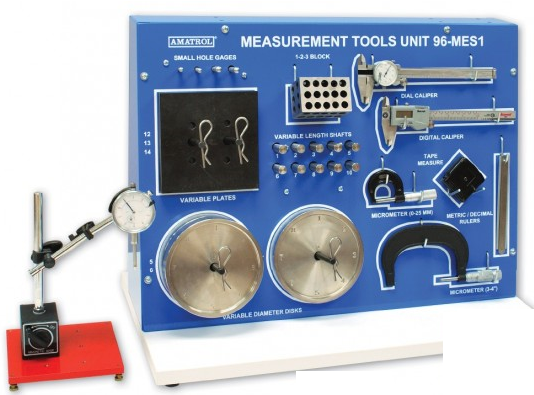 AMATROL
MEASUREMENT TOOLS UNIT 96-MES1
SMALL HOLE GAGES
1-2-3 BLOCK
DIAL CALIPER
DIGITAL CALIPER
12
13
14
VARIABLE LENGTH SHAFTS
TAPE
MEASURE
VARIABLE PLATES
MICROMETER (0-25 MM)
METRIC / DECIMAL
RULERS
MICROMETER (3-4")
VARIABLE DIAMETER DISKS